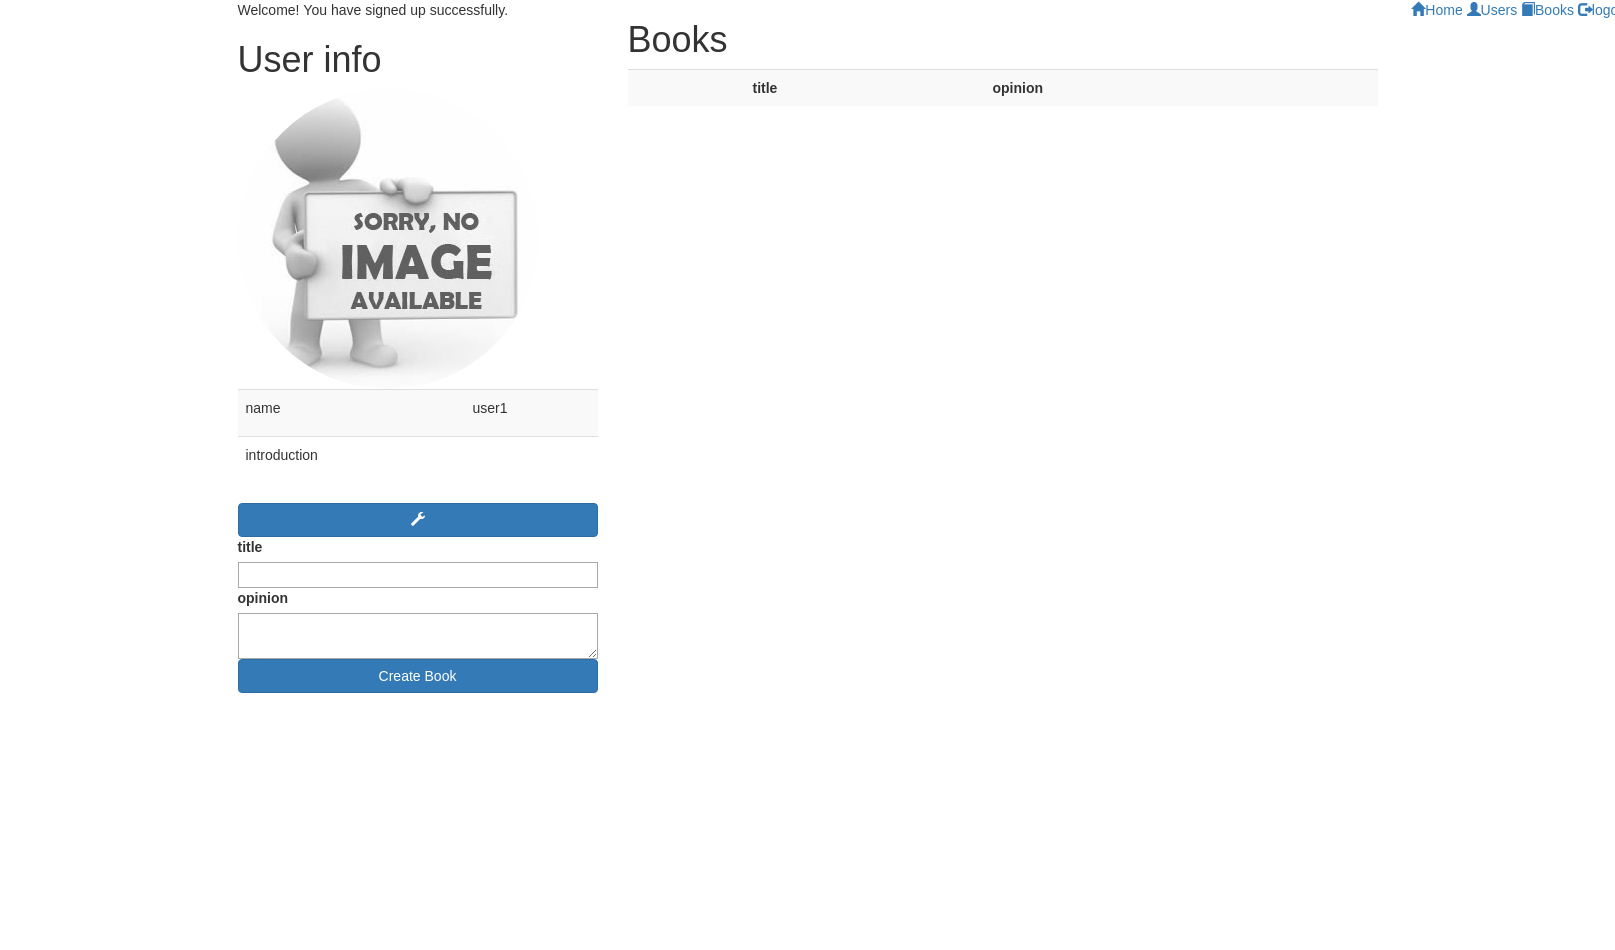 Welcome! You have signed up successfully.
Home Users Books logo
User info
SORRY, NO
IMAGE
AVAILABLE
name user1
introduction
title
opinion
Create Book
Books
title opinion